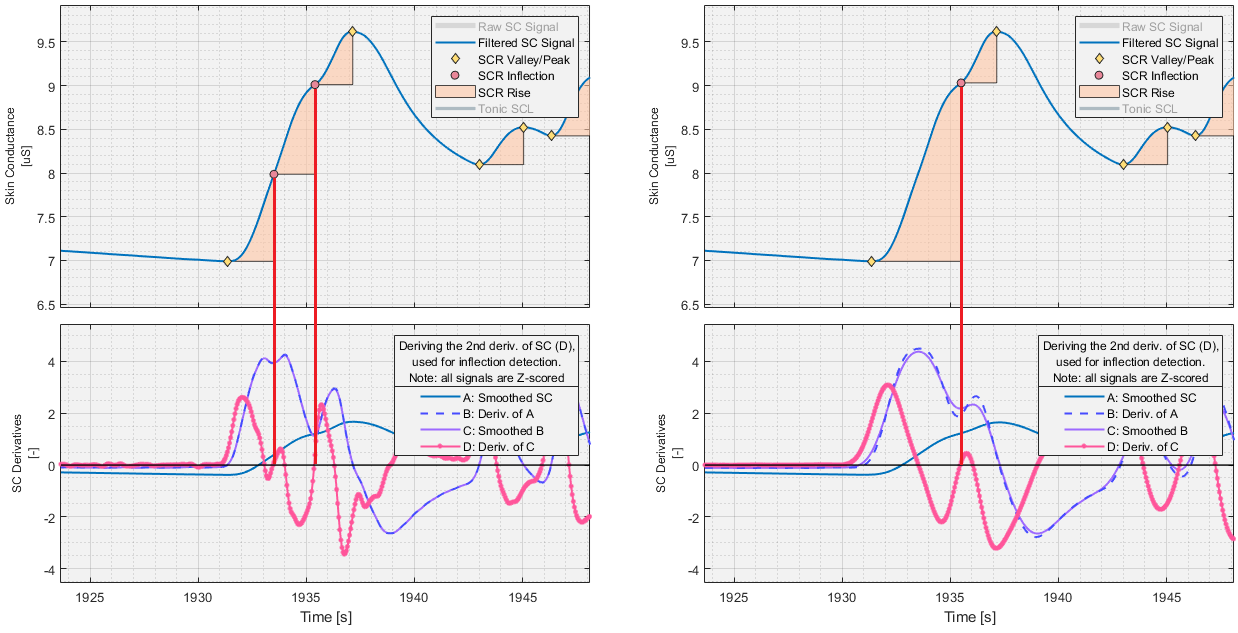 9.5
9
8.5
8
7.5
7
6.5
Skin Conductance
[uS]
Raw SC Signal
Filtered SC Signal
SCR Valley/Peak
SCR Inflection
SCR Rise
Tonic SCL
4
2
0
-2
-4
SC Derivatives
[-]
Deriving the 2nd deriv. of SC (D),
used for inflection detection.
Note: all signals are Z-scored
A: Smoothed SC
B: Deriv. of A
C: Smoothed B
D: Deriv. of C
1925
1930
1935
1940
1945
Time [s]
9.5
9
8.5
8
7.5
7
6.5
Skin Conductance
[uS]
Raw SC Signal
Filtered SC Signal
SCR Valley/Peak
SCR Inflection
SCR Rise
Tonic SCL
4
2
0
-2
-4
SC Derivatives
[-]
Deriving the 2nd deriv. of SC (D),
used for inflection detection.
Note: all signals are Z-scored
A: Smoothed SC
B: Deriv. of A
C: Smoothed B
D: Deriv. of C
1925
1930
1935
1940
1945
Time [s]